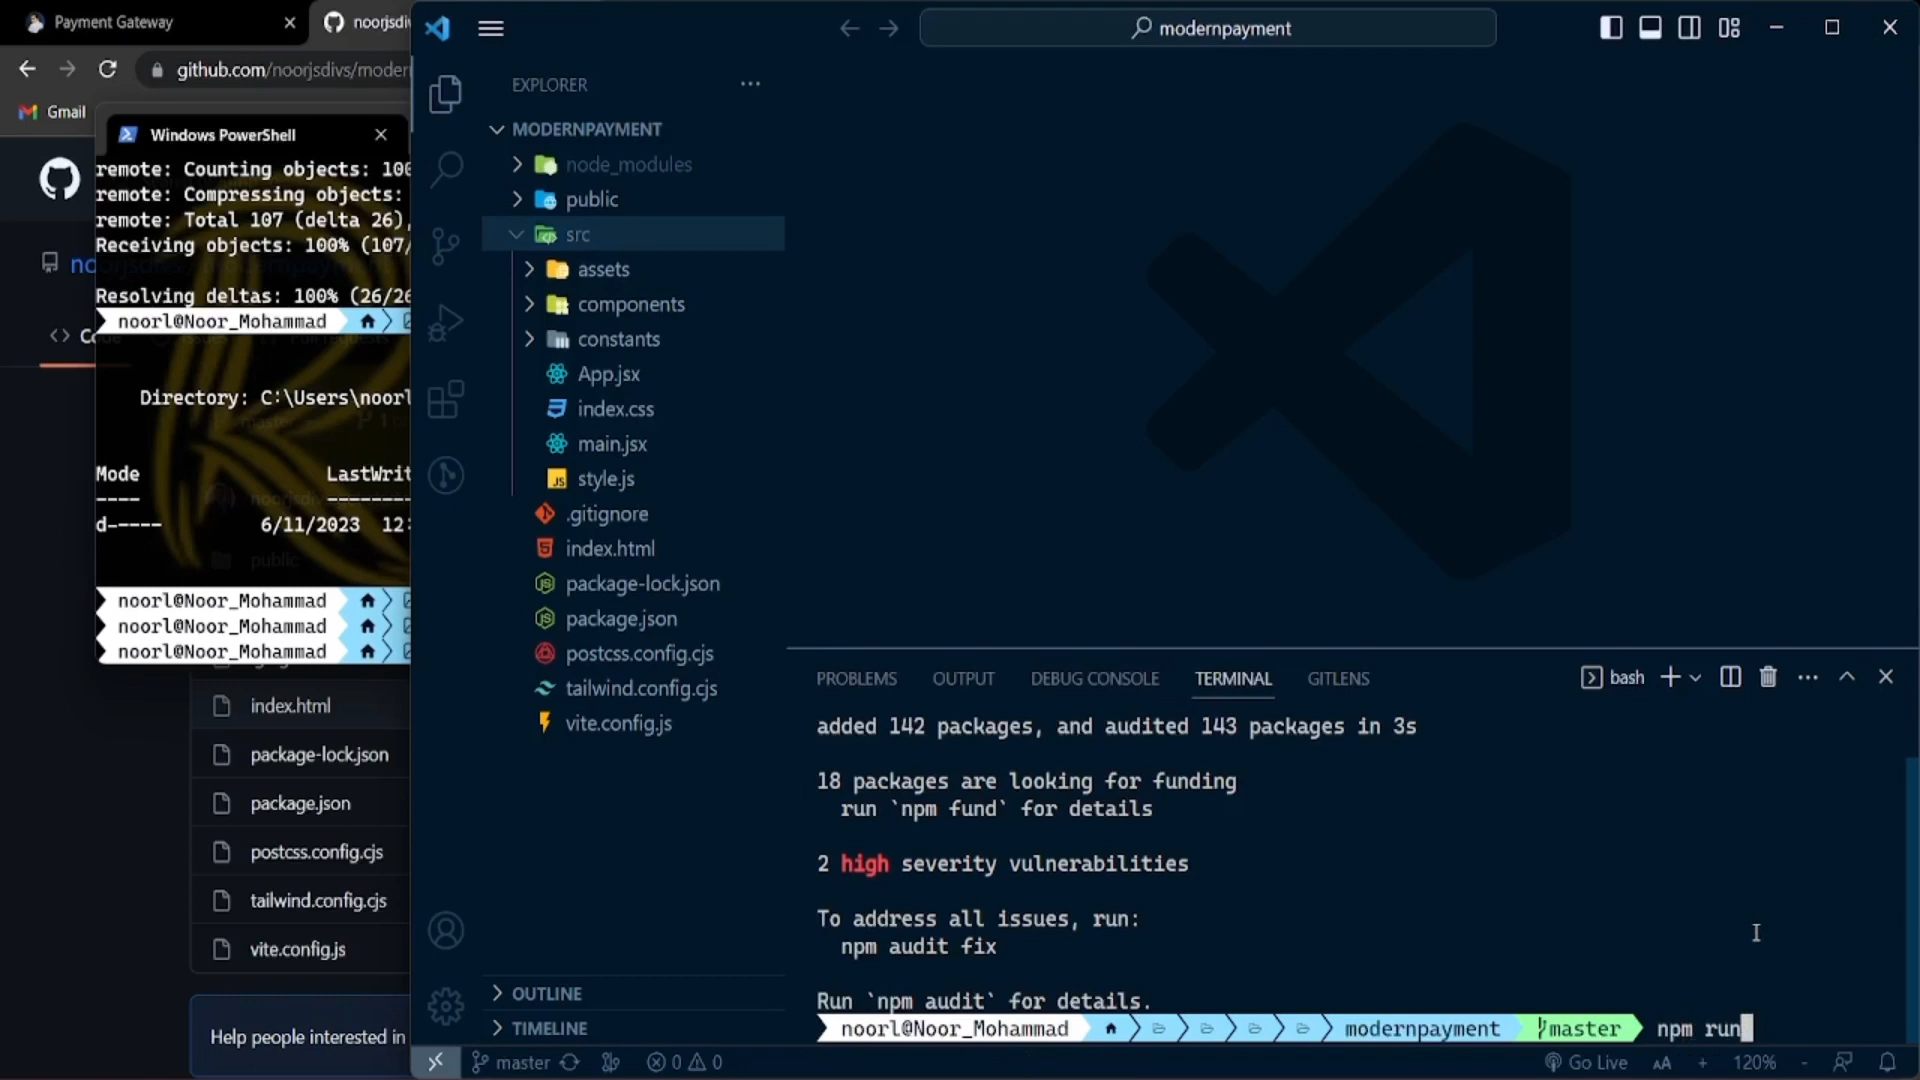 Payment Gateway
noorjsdiv
github.com/noorjsdivs/moder
Gmail
Windows PowerShell
remote: Counting objects: 100
remote: Compressing objects:
remote: Total 107 (delta 26),
Receiving objects: 100% (107/
Resolving deltas: 100% (26/26
noorl@Noor_Mohammad
Code
Directory: C:\Users\noorl
Mode LastWrit
---- --------
d----- 6/11/2023 12:
public
noorl@Noor_Mohammad
noorl@Noor_Mohammad
noorl@Noor_Mohammad
index.html
package-lock.json
package.json
postcss.config.cjs
tailwind.config.cjs
vite.config.js
Help people interested in
modernpayment
EXPLORER
MODERNPAYMENT
node_modules
public
src
assets
components
constants
App.jsx
index.css
main.jsx
style.js
.gitignore
index.html
package-lock.json
package.json
postcss.config.cjs
tailwind.config.cjs
vite.config.js
OUTLINE
TIMELINE
PROBLEMS OUTPUT DEBUG CONSOLE TERMINAL GITLENS
bash
added 142 packages, and audited 143 packages in 3s
18 packages are looking for funding
run `npm fund` for details
2 high severity vulnerabilities
To address all issues, run:
npm audit fix
Run `npm audit` for details.
noorl@Noor_Mohammad modernpayment master npm run
master 0 0 Go Live AA + 120% -